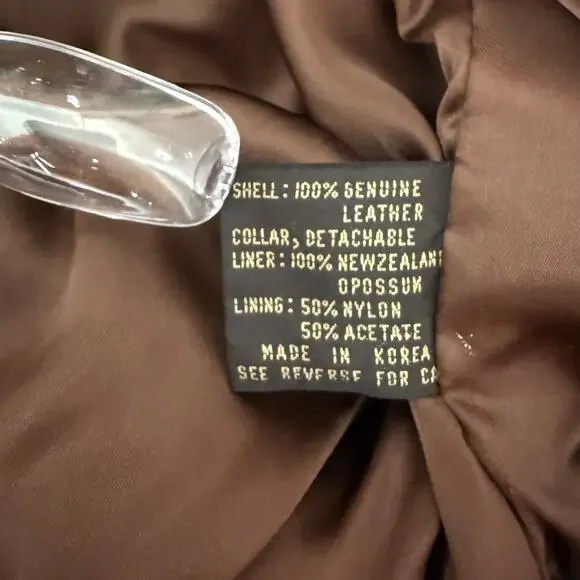 SHELL: 100% GENUINE
LEATHER
COLLAR, DETACHABLE
LINER: 100% NEWZEALAN
OPOSSUM
LINING: 50% NYLON
50% ACETATE
MADE IN KOREA
SEE REVERSE FOR